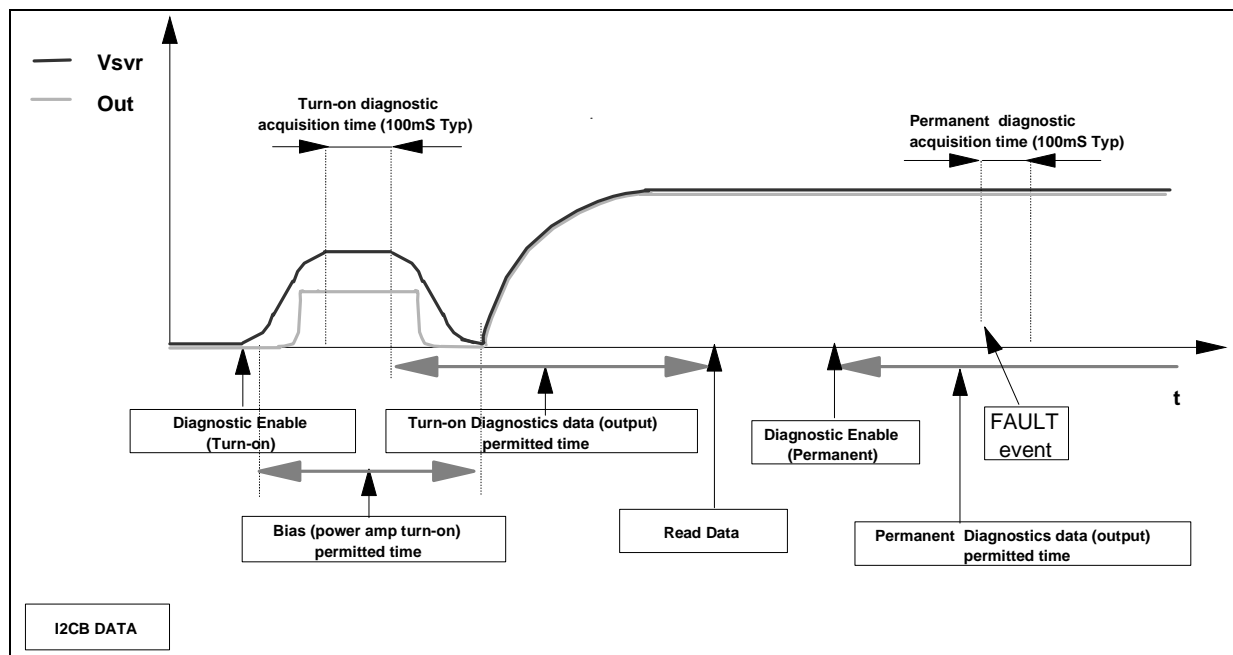 Vsvr
Out
Turn-on diagnostic
acquisition time (100mS Typ)
Permanent diagnostic
acquisition time (100mS Typ)
t
Diagnostic Enable
(Turn-on)
Turn-on Diagnostics data (output)
permitted time
Diagnostic Enable
(Permanent)
FAULT
event
Bias (power amp turn-on)
permitted time
Read Data
Permanent Diagnostics data (output)
permitted time
I2CB DATA